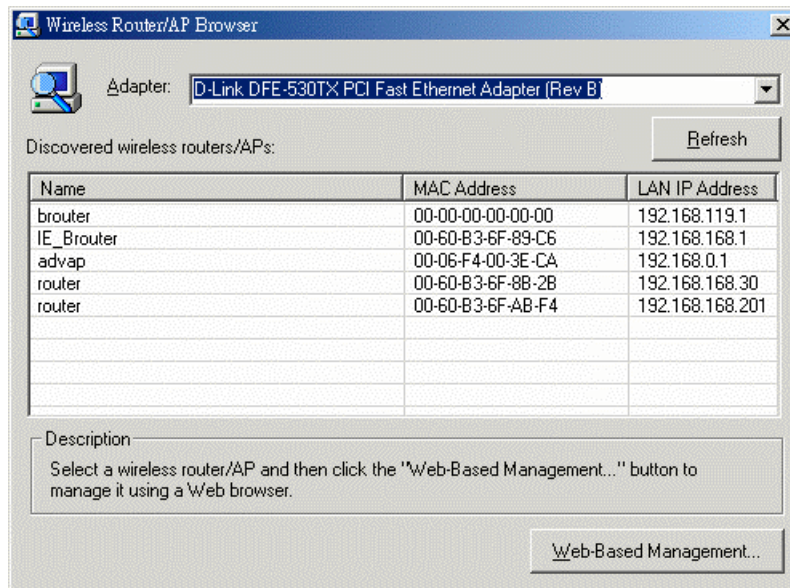 Wireless Router/AP Browser
Adapter: D-Link DFE-530TX PCI Fast Ethernet Adapter (Rev B)
Refresh
Discovered wireless routers/APs:
Name MAC Address LAN IP Address
brouter 00-00-00-00-00-00 192.168.119.1
IE_Brouter 00-60-B3-6F-89-C6 192.168.168.1
advap 00-06-F4-00-3E-CA 192.168.0.1
router 00-60-B3-6F-8B-2B 192.168.168.30
router 00-60-B3-6F-AB-F4 192.168.168.201
Description
Select a wireless router/AP and then click the "Web-Based Management..." button to
manage it using a Web browser.
Web-Based Management...